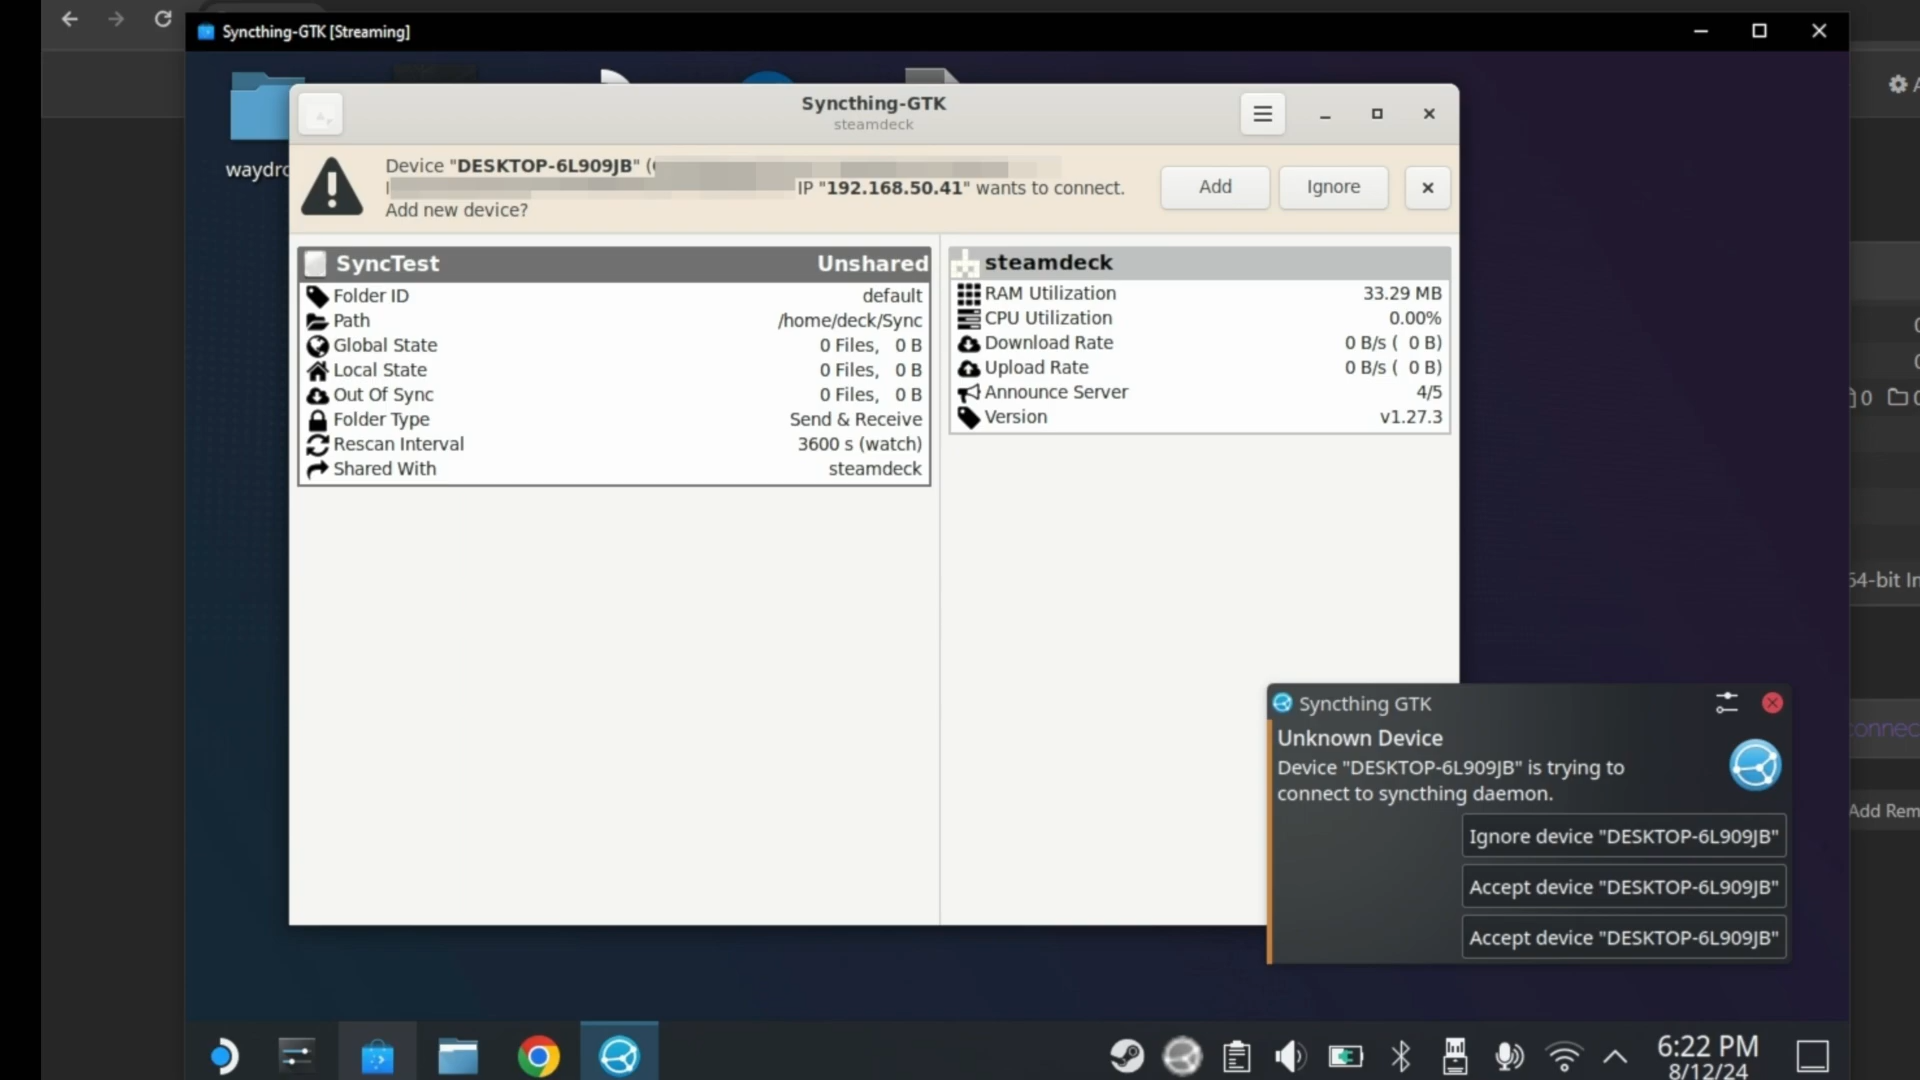 Syncthing-GTK [Streaming]
waydro
Syncthing-GTK
steamdeck
Device "DESKTOP-6L909JB" (
IP "192.168.50.41" wants to connect.
Add new device?
Add
Ignore
SyncTest Unshared
Folder ID default
Path /home/deck/Sync
Global State 0 Files, 0 B
Local State 0 Files, 0 B
Out Of Sync 0 Files, 0 B
Folder Type Send & Receive
Rescan Interval 3600 s (watch)
Shared With steamdeck
steamdeck
RAM Utilization 33.29 MB
CPU Utilization 0.00%
Download Rate 0 B/s ( 0 B)
Upload Rate 0 B/s ( 0 B)
Announce Server 4/5
Version v1.27.3
0
64-bit In
connec
Add Rem
Syncthing GTK
Unknown Device
Device "DESKTOP-6L909JB" is trying to
connect to syncthing daemon.
Ignore device "DESKTOP-6L909JB"
Accept device "DESKTOP-6L909JB"
Accept device "DESKTOP-6L909JB"
6:22 PM
8/12/24